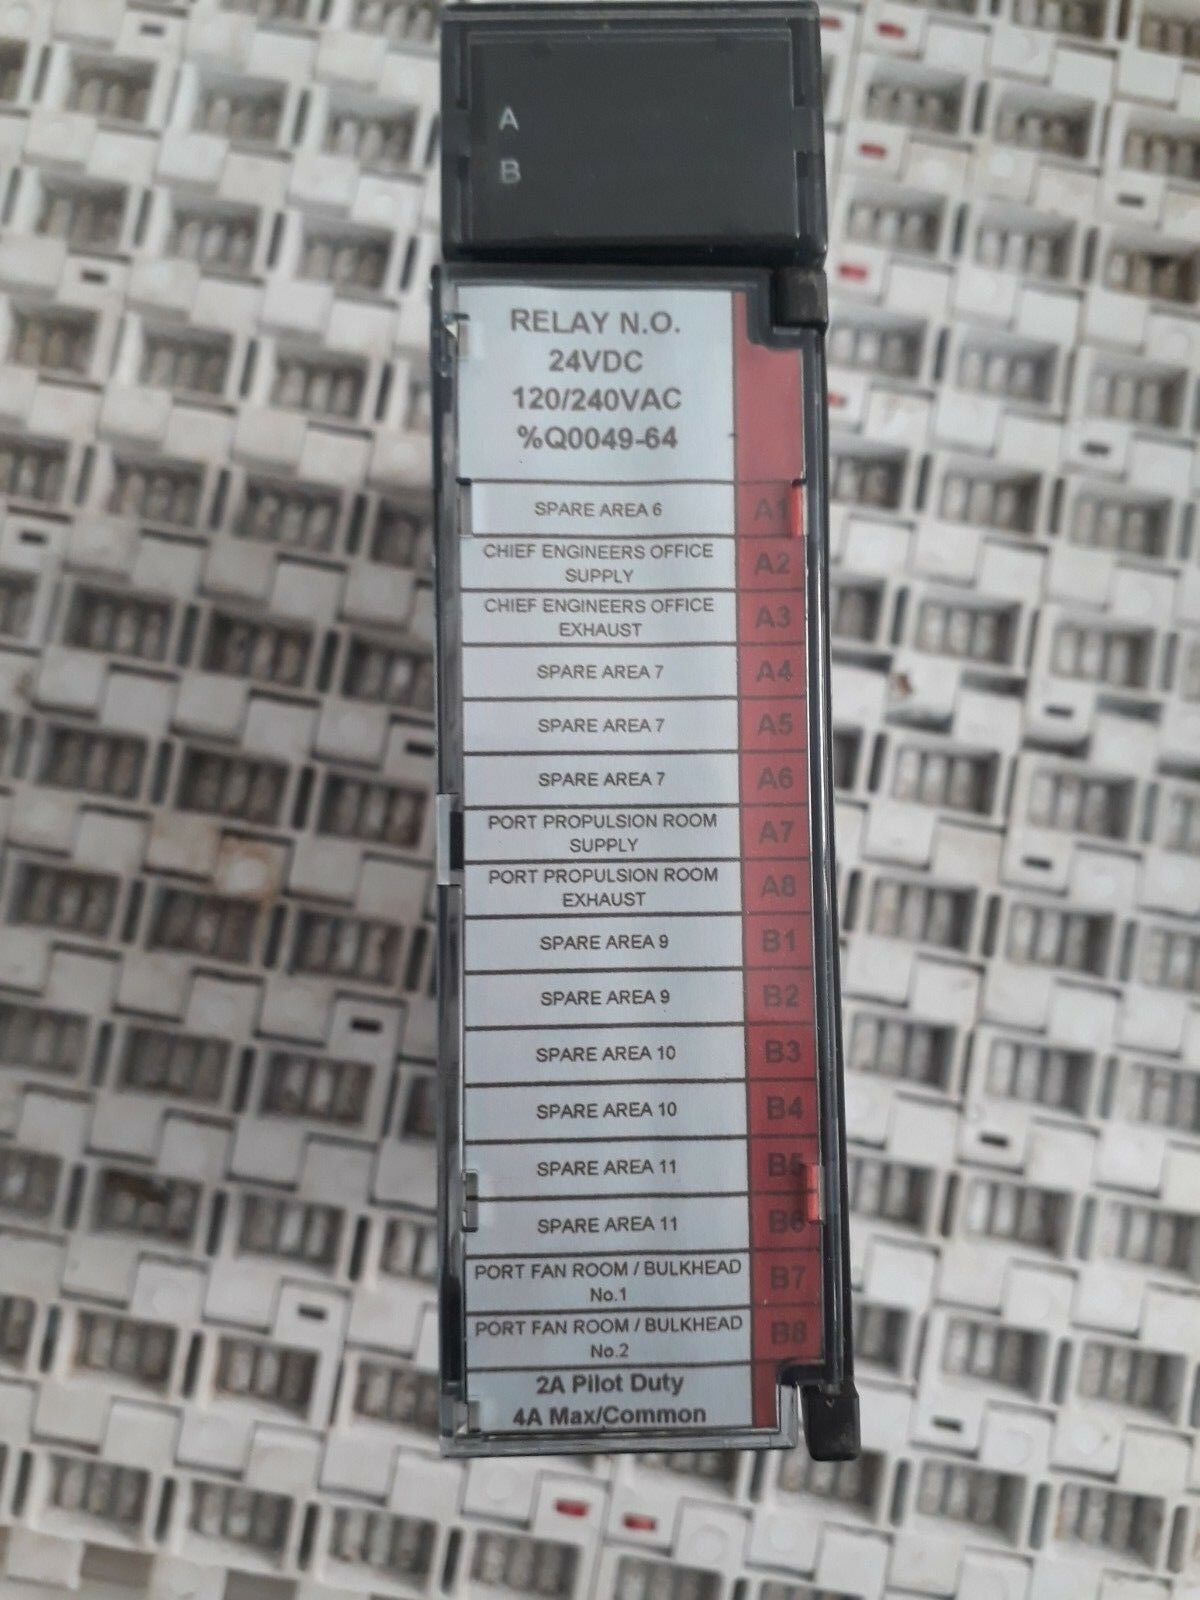 A
B
RELAY N.O.
24VDC
120/240VAC
%Q0049-64
SPARE AREA 6 A1
CHIEF ENGINEERS OFFICE
SUPPLY A2
CHIEF ENGINEERS OFFICE
EXHAUST A3
SPARE AREA 7 A4
SPARE AREA 7 A5
SPARE AREA 7 A6
PORT PROPULSION ROOM
SUPPLY A7
PORT PROPULSION ROOM
EXHAUST A8
SPARE AREA 9 B1
SPARE AREA 9 B2
SPARE AREA 10 B3
SPARE AREA 10 B4
SPARE AREA 11 B5
SPARE AREA 11 B6
PORT FAN ROOM / BULKHEAD
No.1 B7
PORT FAN ROOM / BULKHEAD
No.2 B8
2A Pilot Duty
4A Max/Common